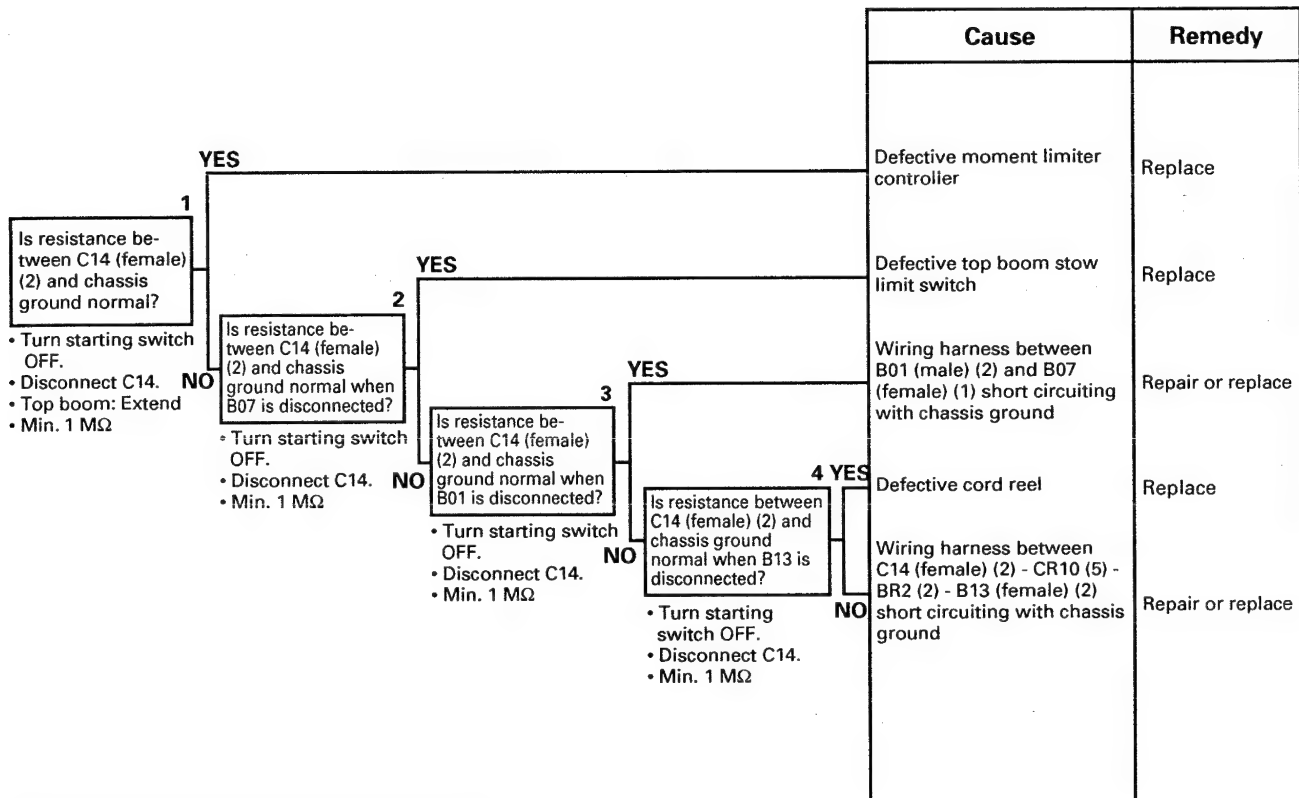 Cause
Remedy
YES
Defective moment limiter
controller
Replace
1
Is resistance be-
tween C14 (female)
(2) and chassis
ground normal?
• Turn starting switch
OFF.
• Disconnect C14.
• Top boom: Extend
• Min. 1 MΩ
NO
YES
Defective top boom stow
limit switch
Replace
2
Is resistance be-
tween C14 (female)
(2) and chassis
ground normal when
B07 is disconnected?
• Turn starting switch
OFF.
• Disconnect C14.
• Min. 1 MΩ
NO
YES
Wiring harness between
B01 (male) (2) and B07
(female) (1) short circuiting
with chassis ground
Repair or replace
3
Is resistance be-
tween C14 (female)
(2) and chassis
ground normal when
B01 is disconnected?
• Turn starting switch
OFF.
• Disconnect C14.
• Min. 1 MΩ
NO
4 YES
Defective cord reel
Replace
Is resistance between
C14 (female) (2) and
chassis ground
normal when B13 is
disconnected?
• Turn starting
switch OFF.
• Disconnect C14.
• Min. 1 MΩ
NO
Wiring harness between
C14 (female) (2) - CR10 (5) -
BR2 (2) - B13 (female) (2)
short circuiting with chassis
ground
Repair or replace